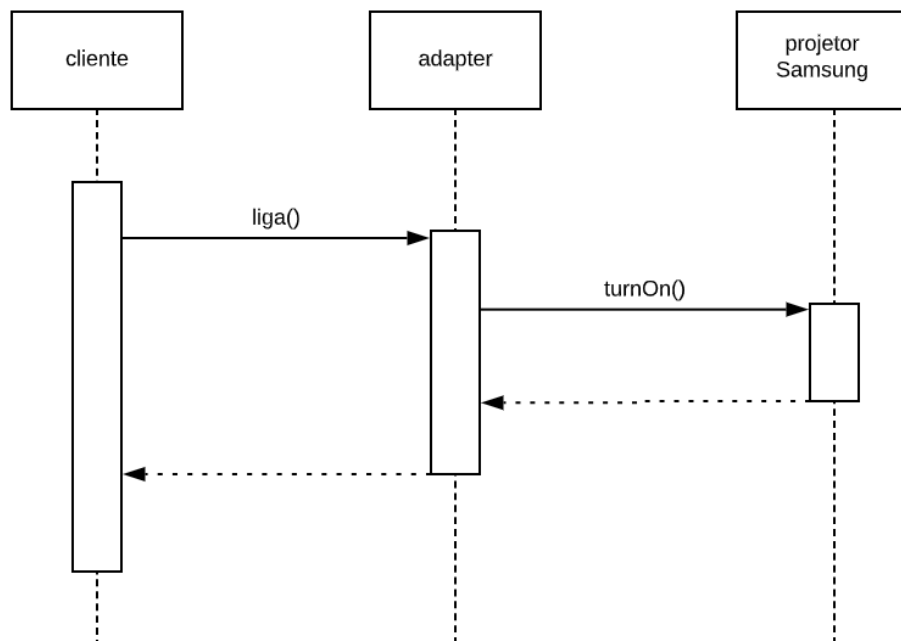 cliente
adapter
projetor
Samsung
liga()
turnOn()